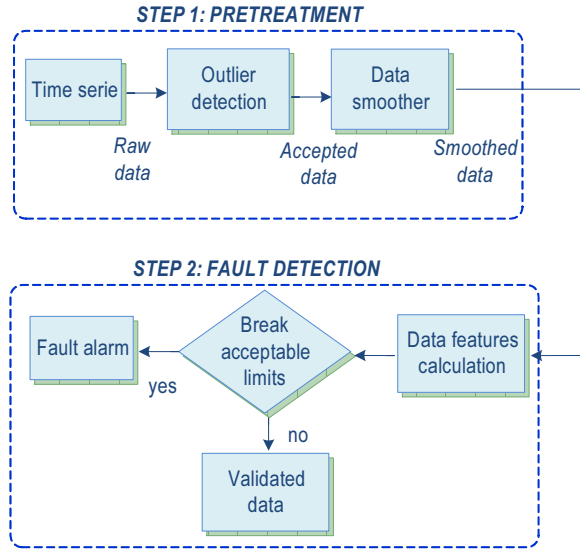 STEP 1: PRETREATMENT
Time serie
Outlier
detection
Data
smoother
Raw
data
Accepted
data
Smoothed
data
STEP 2: FAULT DETECTION
Fault alarm
Break
acceptable
limits
Data features
calculation
yes
no
Validated
data